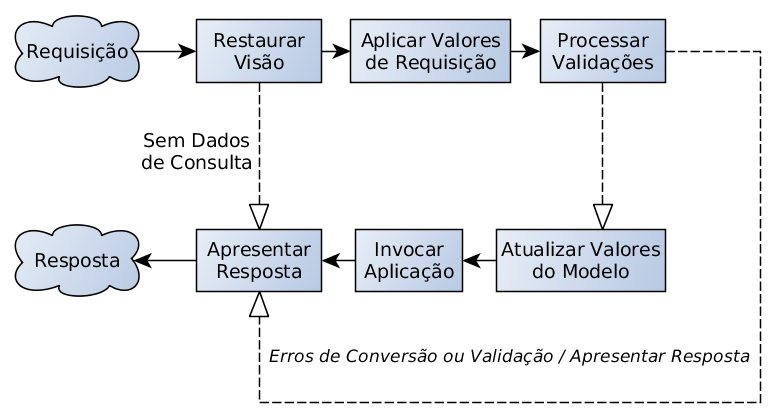 Requisição
Restaurar
Visão
Aplicar Valores
de Requisição
Processar
Validações
Sem Dados
de Consulta
Resposta
Apresentar
Resposta
Invocar
Aplicação
Atualizar Valores
do Modelo
Erros de Conversão ou Validação / Apresentar Resposta